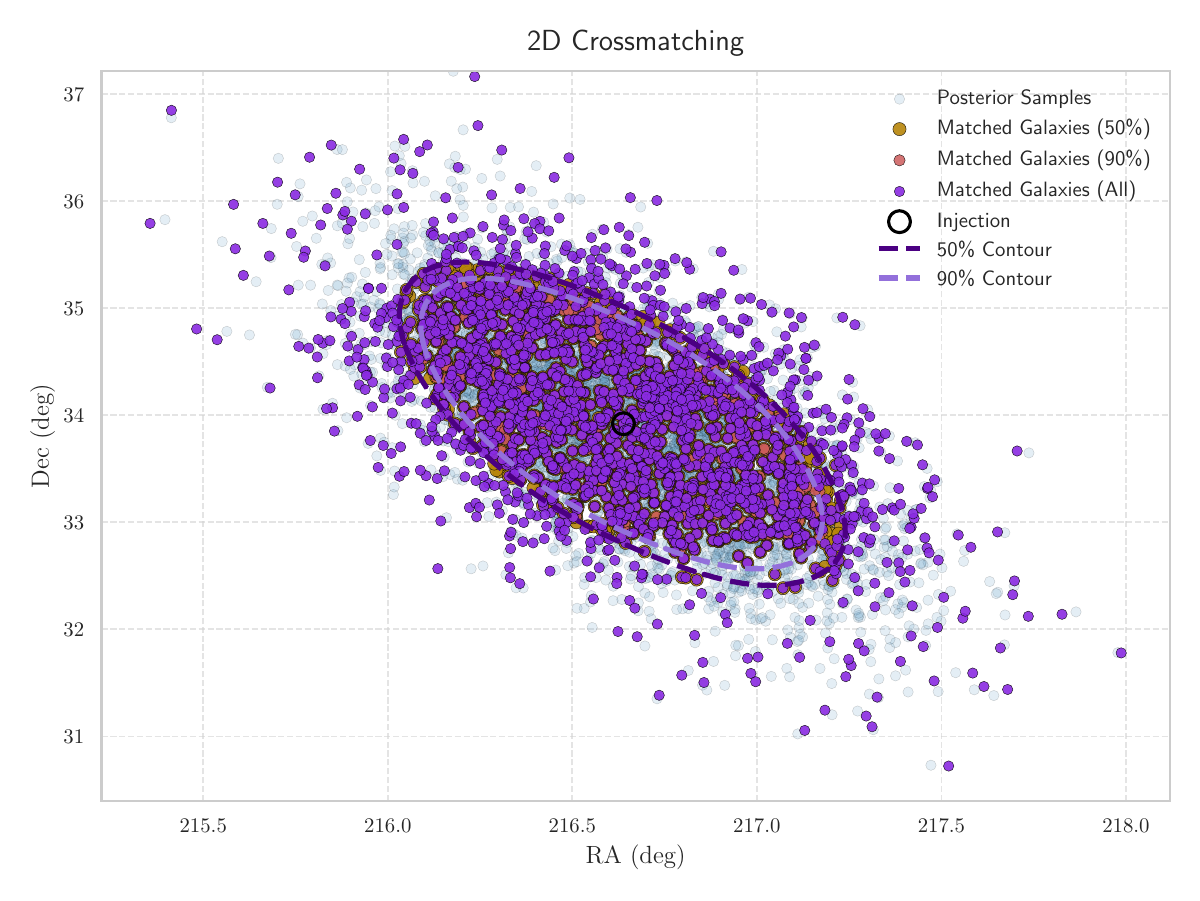 2D Crossmatching
Posterior Samples
Matched Galaxies (50%)
Matched Galaxies (90%)
Matched Galaxies (All)
Injection
50% Contour
90% Contour
37
36
35
34
33
32
31
Dec (deg)
215.5 216.0 216.5 217.0 217.5 218.0
RA (deg)